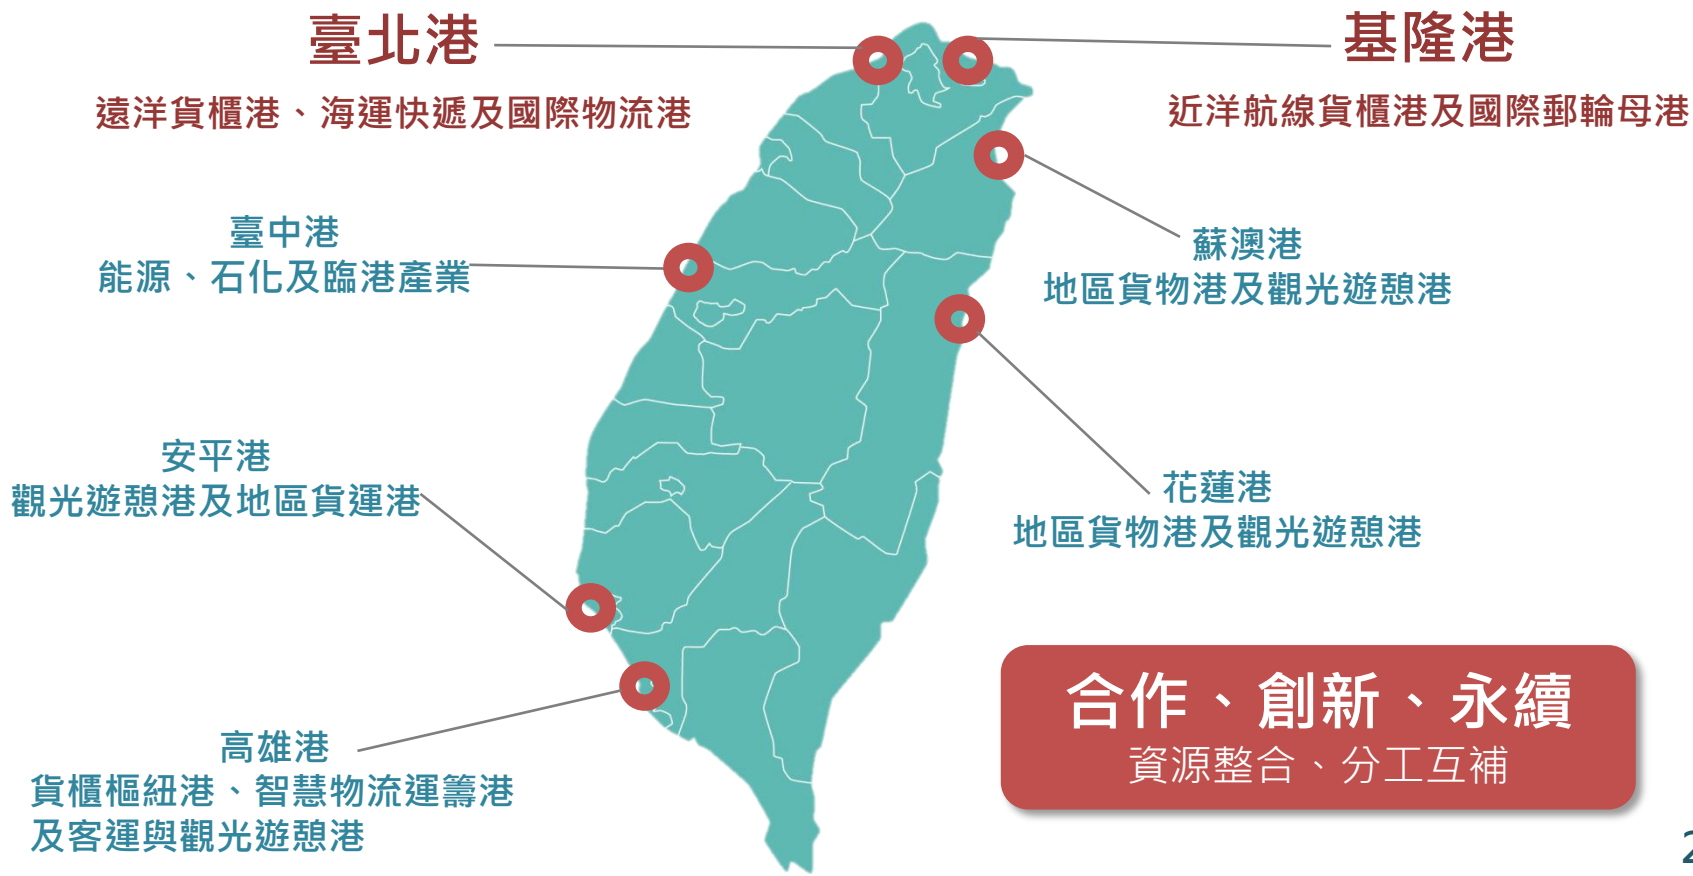 臺北港
遠洋貨櫃港、海運快遞及國際物流港
基隆港
近洋航線貨櫃港及國際郵輪母港
臺中港
能源、石化及臨港產業
蘇澳港
地區貨物港及觀光遊憩港
安平港
觀光遊憩港及地區貨運港
花蓮港
地區貨物港及觀光遊憩港
高雄港
貨櫃樞紐港、智慧物流運籌港
及客運與觀光遊憩港
合作、創新、永續
資源整合、分工互補
2